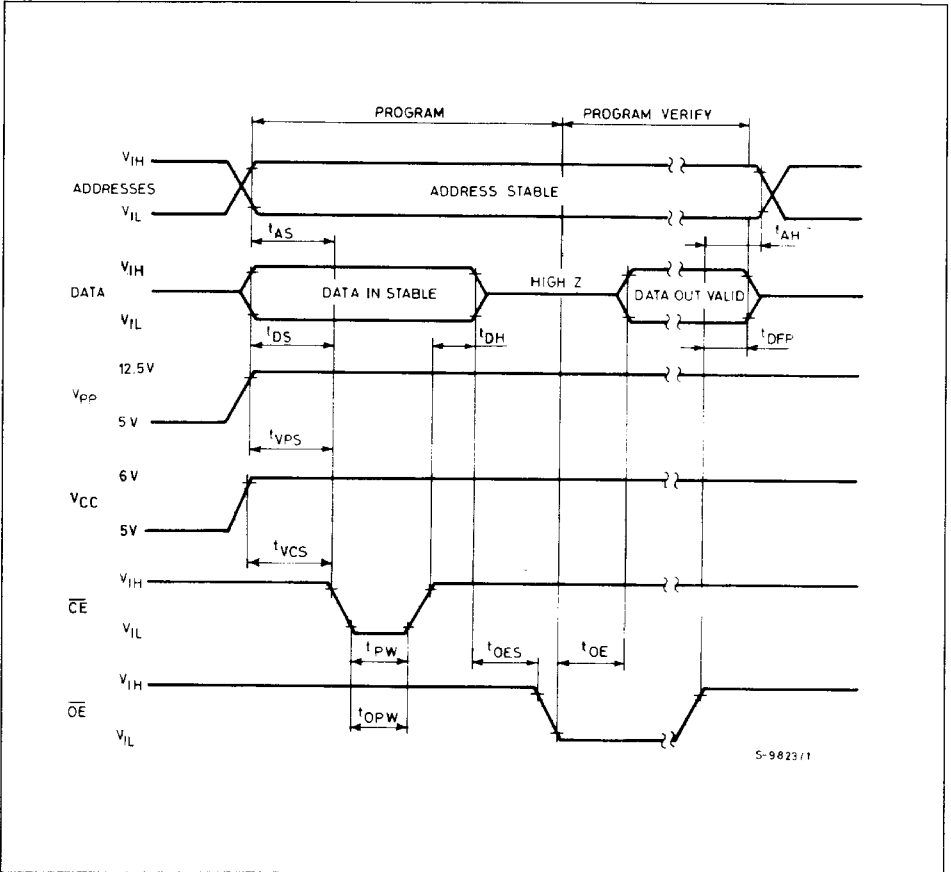 PROGRAM
PROGRAM VERIFY
VIH
ADDRESSES
ADDRESS STABLE
VIL
tAS
tAH
VIH
DATA
DATA IN STABLE
HIGH Z
DATA OUT VALID
VIL
tDS
tDH
tDFP
12.5V
VPP
5V
tVPS
6V
VCC
5V
tVCS
VIH
CE
VIL
tPW
tOES
tOE
VIH
OE
tOPW
VIL
S-9823/1